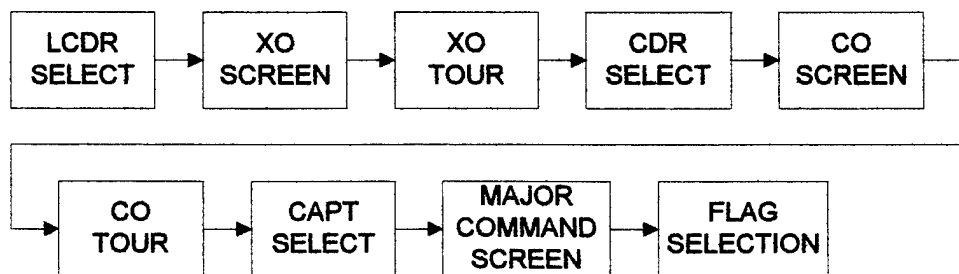 LCDR
SELECT
XO
SCREEN
XO
TOUR
CDR
SELECT
CO
SCREEN
CO
TOUR
CAPT
SELECT
MAJOR
COMMAND
SCREEN
FLAG
SELECTION